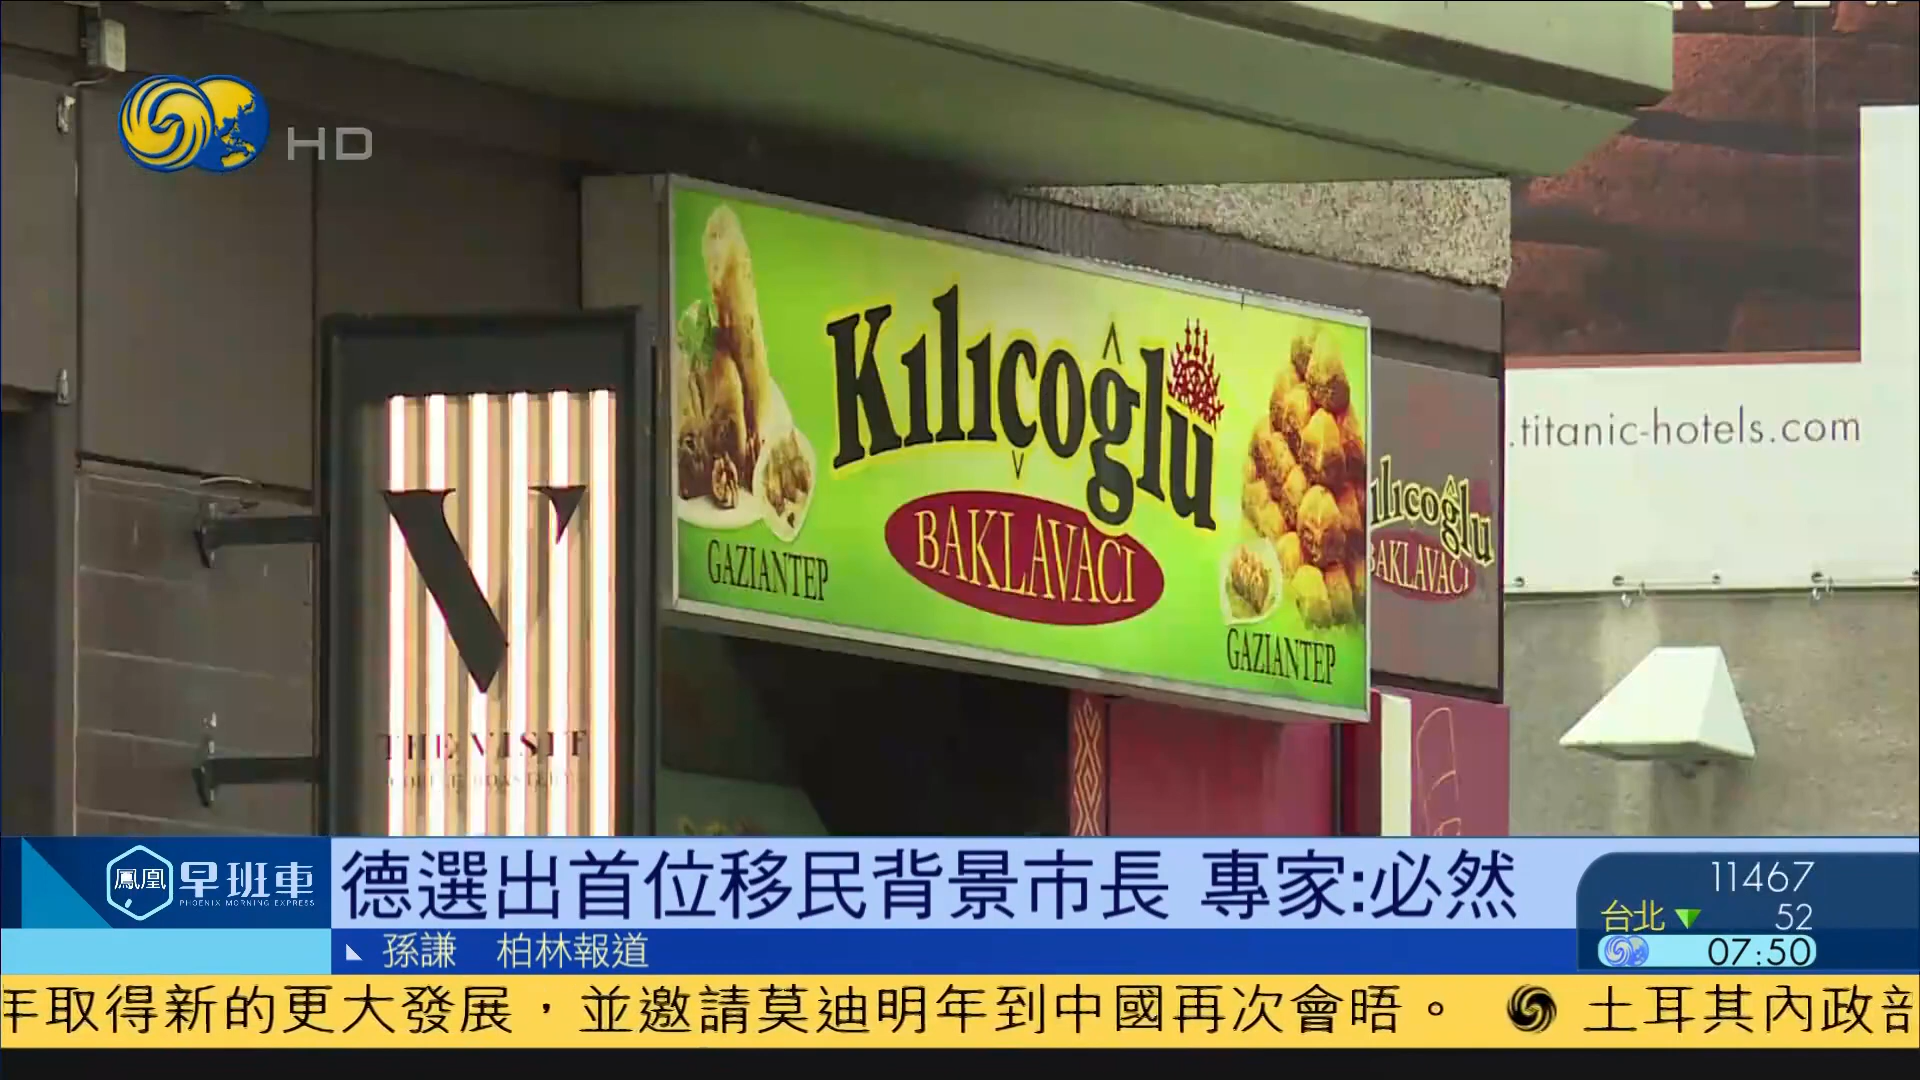 HD
Kılıcoğlu
BAKLAVACI
GAZIANTEP
GAZIANTEP
ılıcoğlu
BAKLAVACI
.titanic-hotels.com
V
THE VISIT
鳳凰
早班車
PHOENIX MORNING EXPRESS
德選出首位移民背景市長 專家:必然
孫謙 柏林報道
11467
台北 52
07:50
年取得新的更大發展，並邀請莫迪明年到中國再次會晤。 土耳其內政部